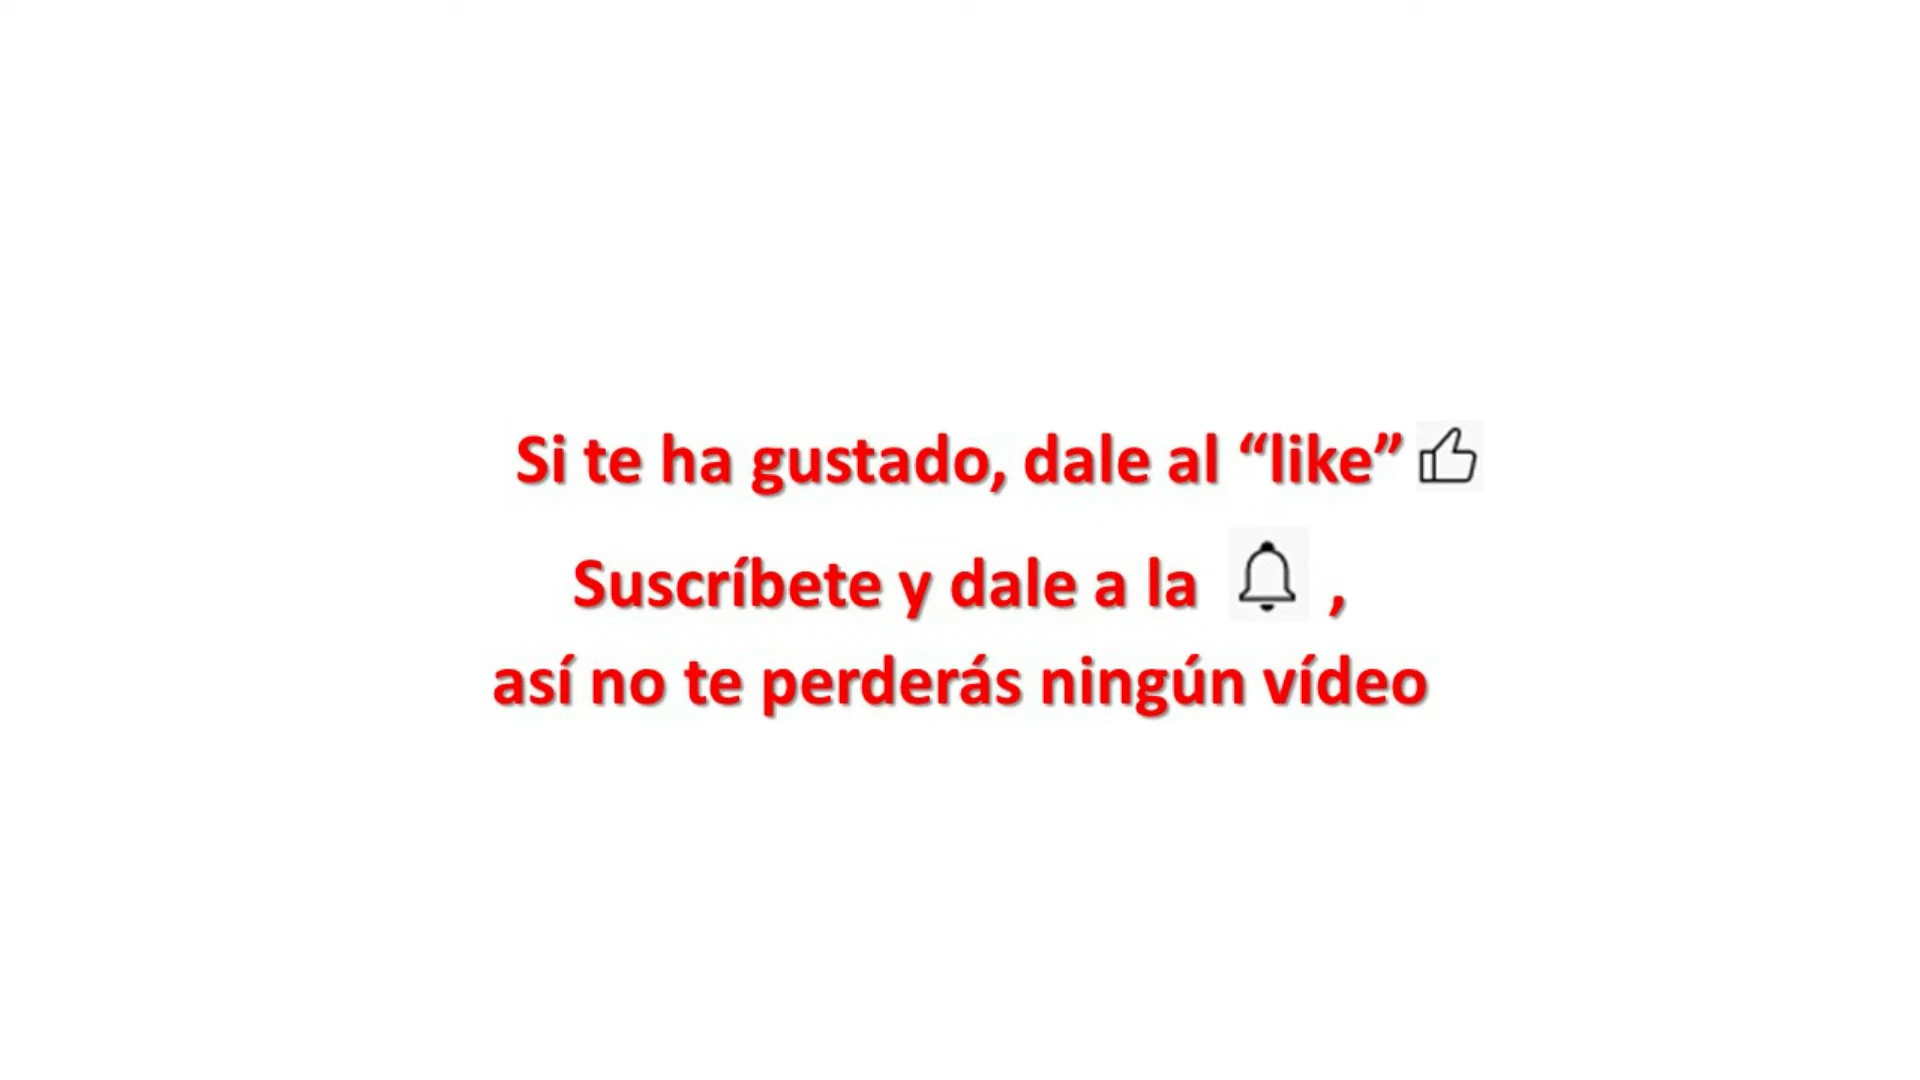 Si te ha gustado, dale al “like”
Suscríbete y dale a la ,
así no te perderás ningún vídeo